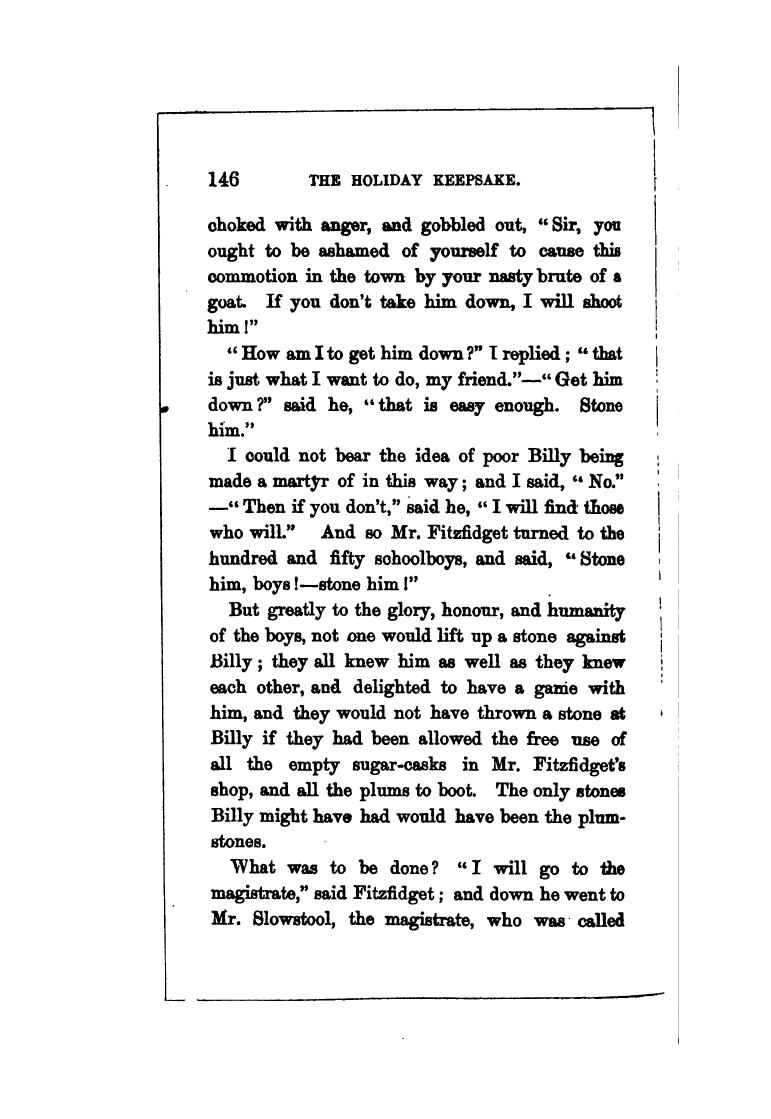 146 THE HOLIDAY KEEPSAKE.
choked with anger, and gobbled out, "Sir, you
ought to be ashamed of yourself to cause this
commotion in the town by your nasty brute of a
goat. If you don't take him down, I will shoot
him!"
"How am I to get him down?" I replied; "that
is just what I want to do, my friend."—"Get him
down?" said he, "that is easy enough. Stone
him."
I could not bear the idea of poor Billy being
made a martyr of in this way; and I said, "No."
—"Then if you don't," said he, "I will find those
who will." And so Mr. Fitzfidget turned to the
hundred and fifty schoolboys, and said, "Stone
him, boys!—stone him!"
But greatly to the glory, honour, and humanity
of the boys, not one would lift up a stone against
Billy; they all knew him as well as they knew
each other, and delighted to have a game with
him, and they would not have thrown a stone at
Billy if they had been allowed the free use of
all the empty sugar-casks in Mr. Fitzfidget's
shop, and all the plums to boot. The only stones
Billy might have had would have been the plum-
stones.
What was to be done? "I will go to the
magistrate," said Fitzfidget; and down he went to
Mr. Slowstool, the magistrate, who was called